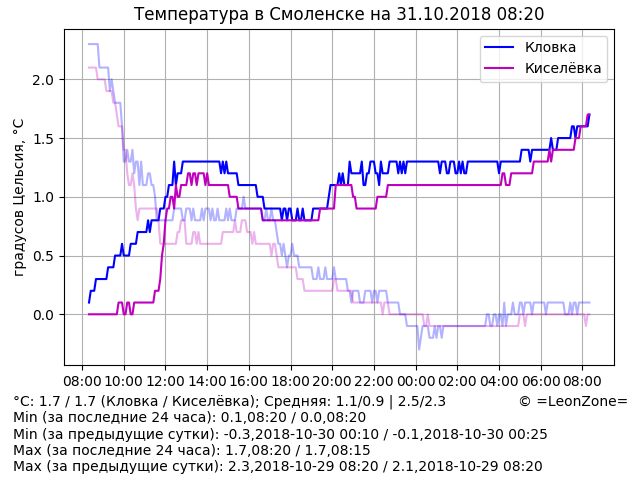 Температура в Смоленске на 31.10.2018 08:20
Кловка
Киселёвка
градусов Цельсия, °C
2.0
1.5
1.0
0.5
0.0
08:00 10:00 12:00 14:00 16:00 18:00 20:00 22:00 00:00 02:00 04:00 06:00 08:00
°C: 1.7 / 1.7 (Кловка / Киселёвка); Средняя: 1.1/0.9 | 2.5/2.3 © =LeonZone=
Min (за последние 24 часа): 0.1,08:20 / 0.0,08:20
Min (за предыдущие сутки): -0.3,2018-10-30 00:10 / -0.1,2018-10-30 00:25
Max (за последние 24 часа): 1.7,08:20 / 1.7,08:15
Max (за предыдущие сутки): 2.3,2018-10-29 08:20 / 2.1,2018-10-29 08:20